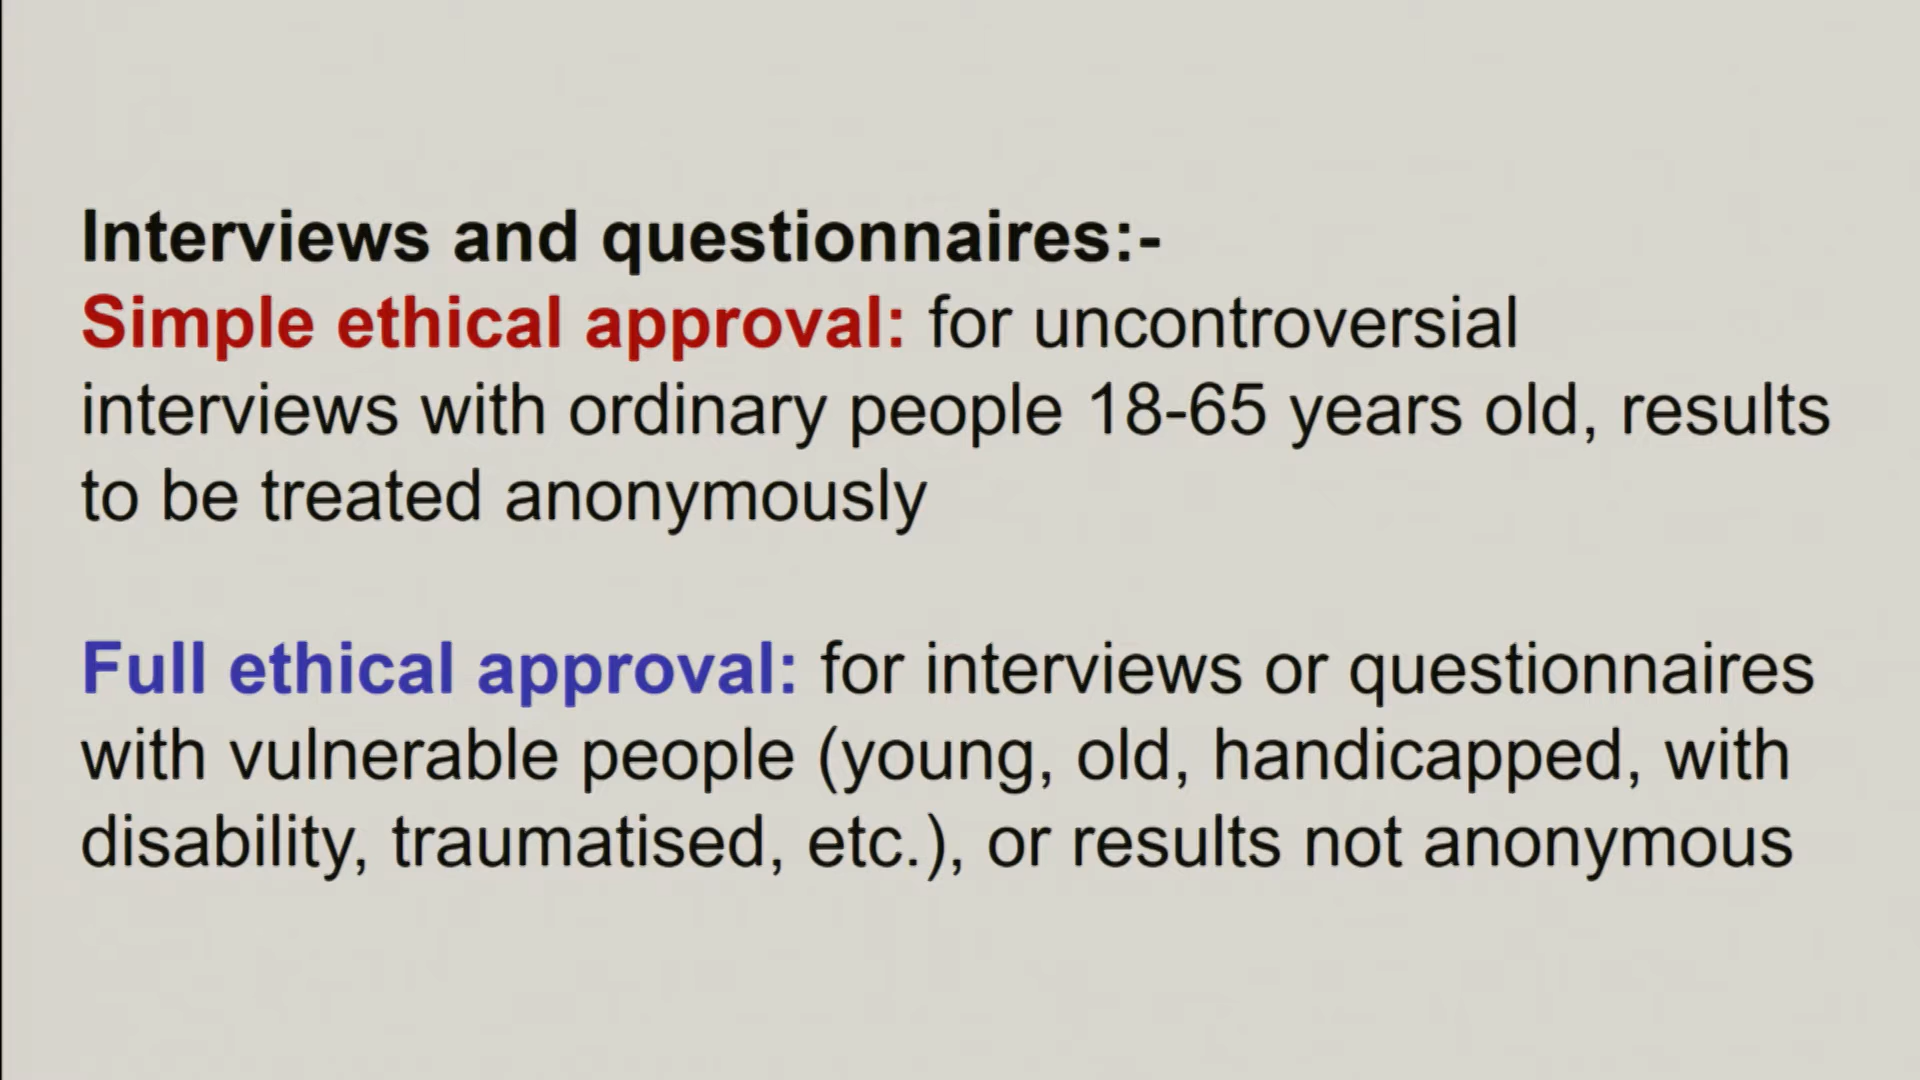 Interviews and questionnaires:-
Simple ethical approval: for uncontroversial
interviews with ordinary people 18-65 years old, results
to be treated anonymously
Full ethical approval: for interviews or questionnaires
with vulnerable people (young, old, handicapped, with
disability, traumatised, etc.), or results not anonymous